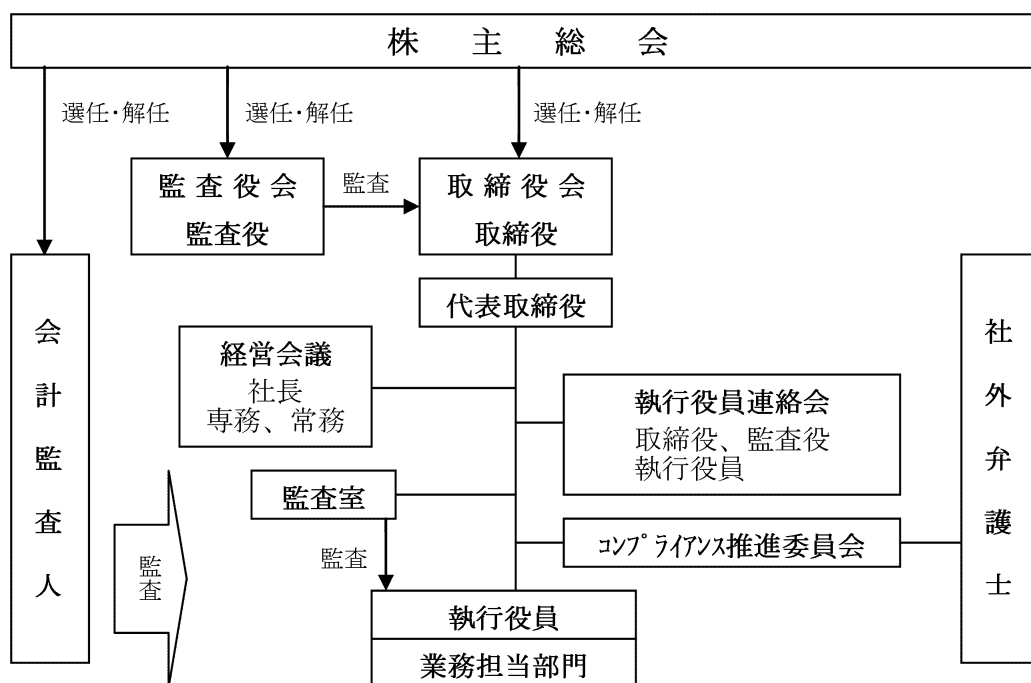 株主総会
選任・解任
選任・解任
選任・解任
監査役会
監査役
監査
取締役会
取締役
代表取締役
会計監査人
経営会議
社長
専務、常務
執行役員連絡会
取締役、監査役
執行役員
社外弁護士
監査室
監査
監査
ｺﾝﾌﾟﾗｲｱﾝｽ推進委員会
執行役員
業務担当部門